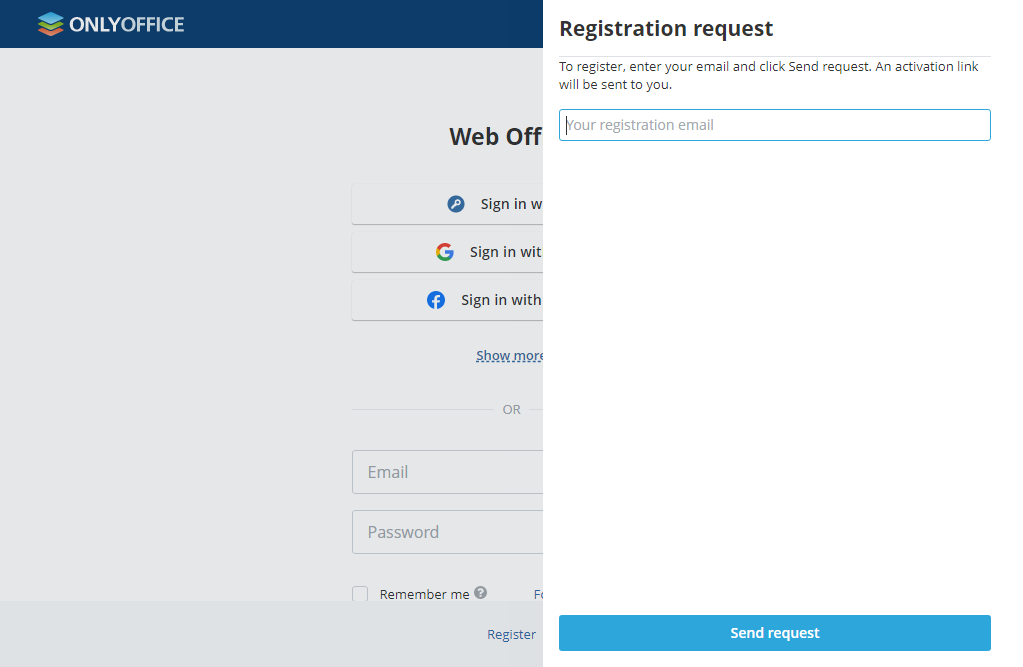 ONLYOFFICE
Web Off
Sign in w
Sign in wit
Sign in with
Show more
OR
Email
Password
Remember me ?
Fo
Register
Registration request
To register, enter your email and click Send request. An activation link
will be sent to you.
Your registration email
Send request